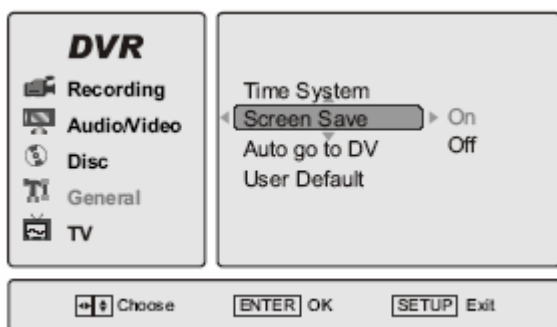 DVR
Recording
Audio/Video
Disc
General
TV
Time System
Screen Save
Auto go to DV
User Default
On
Off
Choose
ENTER OK
SETUP Exit